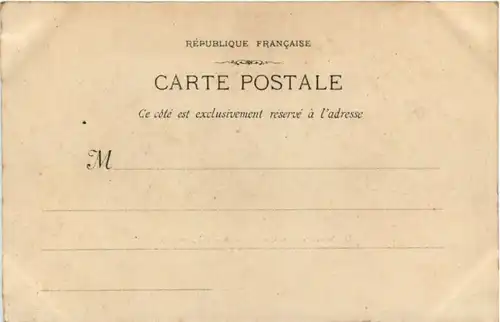 RÉPUBLIQUE FRANÇAISE
CARTE POSTALE
Ce côté est exclusivement réservé à l'adresse
M